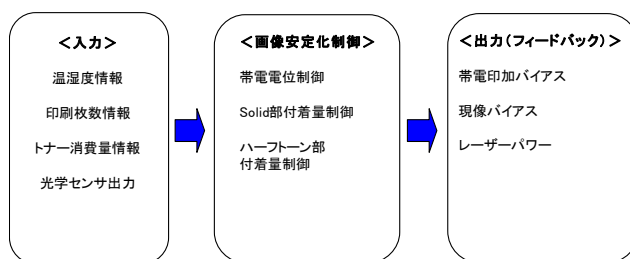 ＜入力＞
温湿度情報
印刷枚数情報
トナー消費量情報
光学センサ出力
＜画像安定化制御＞
帯電電位制御
Solid部付着量制御
ハーフトーン部
付着量制御
＜出力（フィードバック）＞
帯電印加バイアス
現像バイアス
レーザーパワー